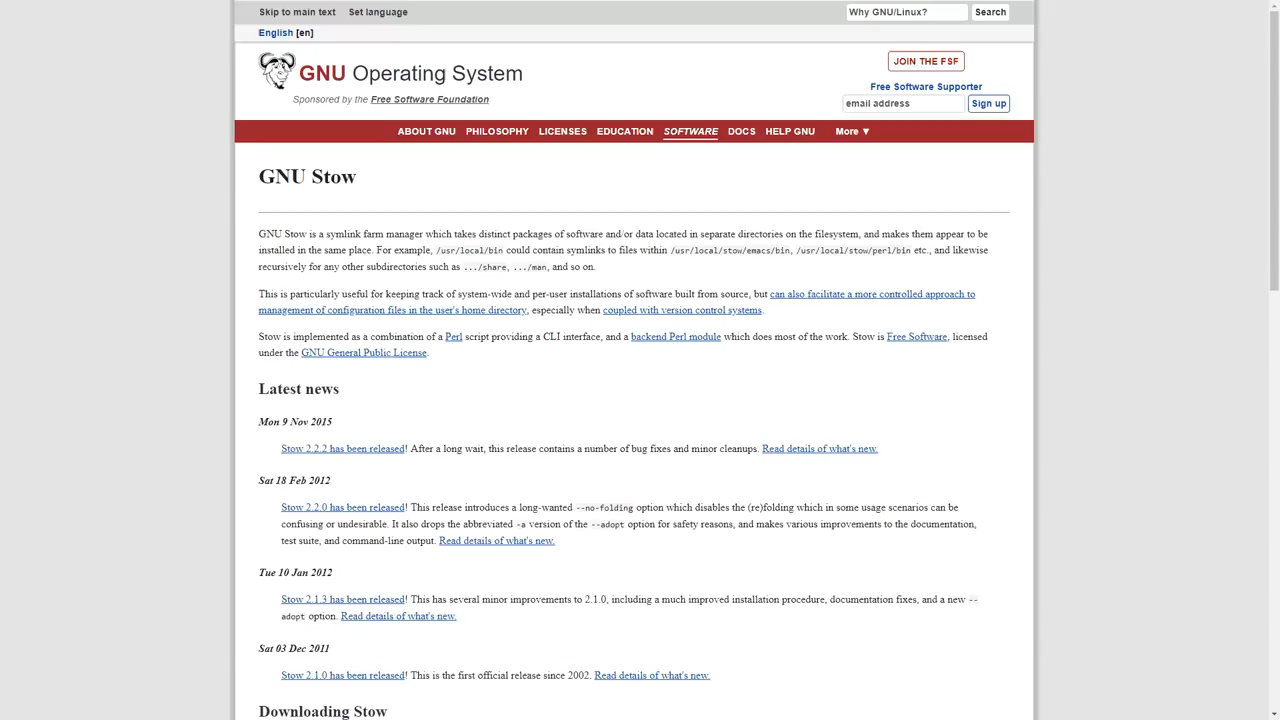 Skip to main text Set language Why GNU/Linux? Search
English [en]
GNU Operating System
Sponsored by the Free Software Foundation
JOIN THE FSF
Free Software Supporter
email address Sign up
ABOUT GNU PHILOSOPHY LICENSES EDUCATION SOFTWARE DOCS HELP GNU More ▼
GNU Stow
GNU Stow is a symlink farm manager which takes distinct packages of software and/or data located in separate directories on the filesystem, and makes them appear to be
installed in the same place. For example, /usr/local/bin could contain symlinks to files within /usr/local/stow/emacs/bin, /usr/local/stow/perl/bin etc., and likewise
recursively for any other subdirectories such as .../share, .../man, and so on.
This is particularly useful for keeping track of system-wide and per-user installations of software built from source, but can also facilitate a more controlled approach to
management of configuration files in the user's home directory, especially when coupled with version control systems.
Stow is implemented as a combination of a Perl script providing a CLI interface, and a backend Perl module which does most of the work. Stow is Free Software, licensed
under the GNU General Public License.
Latest news
Mon 9 Nov 2015
Stow 2.2.2 has been released! After a long wait, this release contains a number of bug fixes and minor cleanups. Read details of what's new.
Sat 18 Feb 2012
Stow 2.2.0 has been released! This release introduces a long-wanted --no-folding option which disables the (re)folding which in some usage scenarios can be
confusing or undesirable. It also drops the abbreviated -a version of the --adopt option for safety reasons, and makes various improvements to the documentation,
test suite, and command-line output. Read details of what's new.
Tue 10 Jan 2012
Stow 2.1.3 has been released! This has several minor improvements to 2.1.0, including a much improved installation procedure, documentation fixes, and a new --
adopt option. Read details of what's new.
Sat 03 Dec 2011
Stow 2.1.0 has been released! This is the first official release since 2002. Read details of what's new.
Downloading Stow